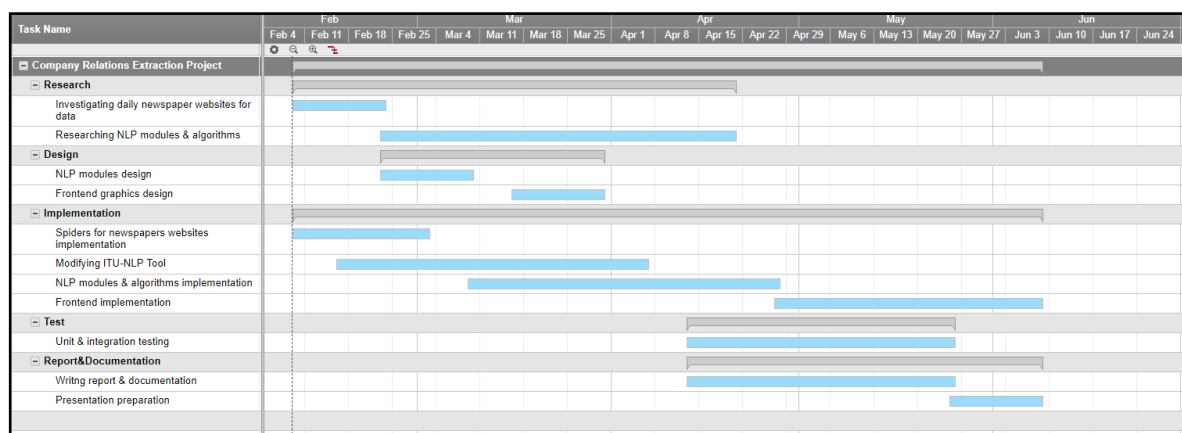 Task Name
Feb Mar Apr May Jun
Feb 4 Feb 11 Feb 18 Feb 25 Mar 4 Mar 11 Mar 18 Mar 25 Apr 1 Apr 8 Apr 15 Apr 22 Apr 29 May 6 May 13 May 20 May 27 Jun 3 Jun 10 Jun 17 Jun 24
Company Relations Extraction Project
Research
Investigating daily newspaper websites for
data
Researching NLP modules & algorithms
Design
NLP modules design
Frontend graphics design
Implementation
Spiders for newspapers websites
implementation
Modifying ITU-NLP Tool
NLP modules & algorithms implementation
Frontend implementation
Test
Unit & integration testing
Report&Documentation
Writng report & documentation
Presentation preparation